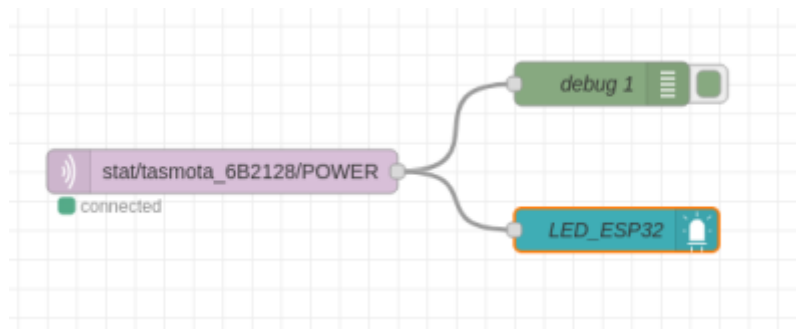 debug 1
stat/tasmota_6B2128/POWER
connected
LED_ESP32